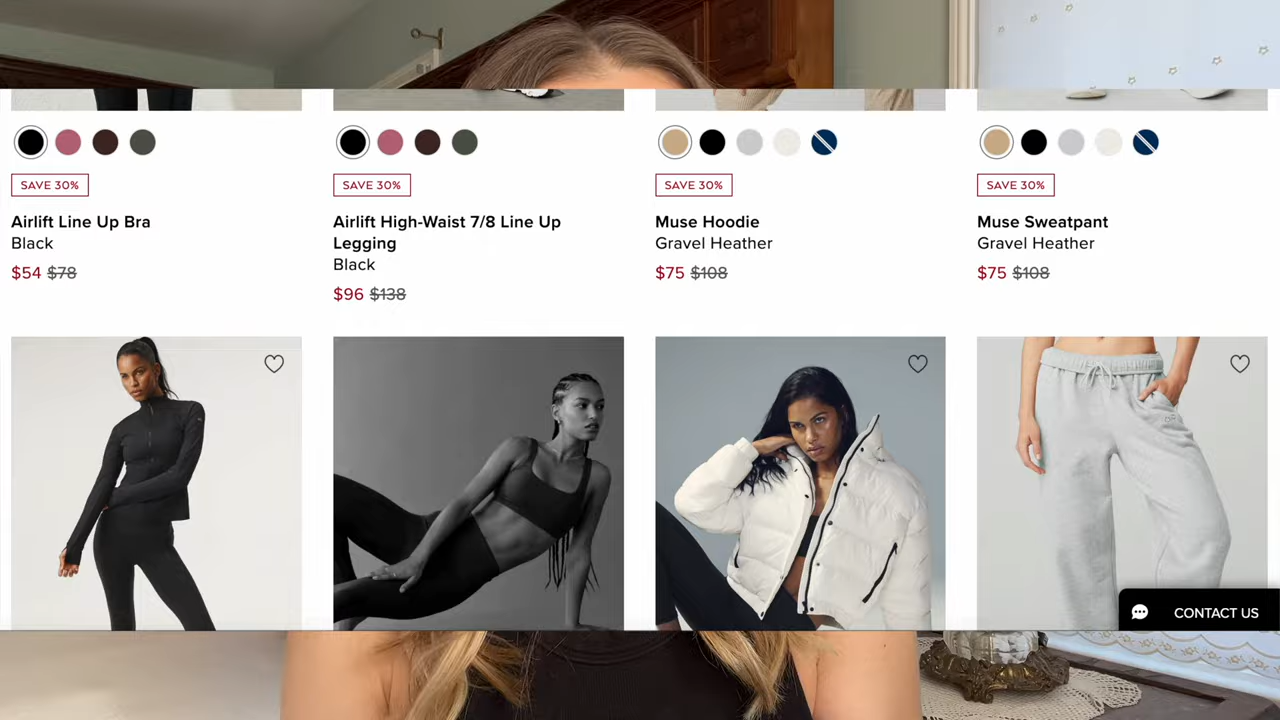 SAVE 30%
Airlift Line Up Bra
Black
$54 $78
SAVE 30%
Airlift High-Waist 7/8 Line Up
Legging
Black
$96 $138
SAVE 30%
Muse Hoodie
Gravel Heather
$75 $108
SAVE 30%
Muse Sweatpant
Gravel Heather
$75 $108
CONTACT US